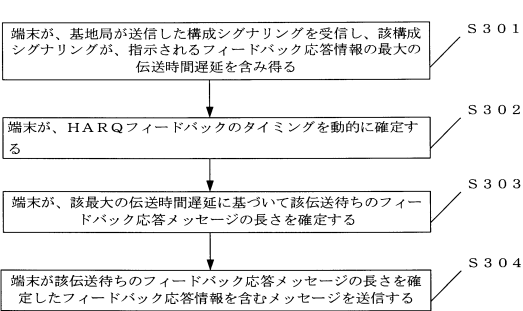 端末が、基地局が送信した構成シグナリングを受信し、該構成
シグナリングが、指示されるフィードバック応答情報の最大の
伝送時間遅延を含み得る
S301
端末が、HARQフィードバックのタイミングを動的に確定す
る
S302
端末が、該最大の伝送時間遅延に基づいて該伝送待ちのフィー
ドバック応答メッセージの長さを確定する
S303
端末が該伝送待ちのフィードバック応答メッセージの長さを確
定したフィードバック応答情報を含むメッセージを送信する
S304